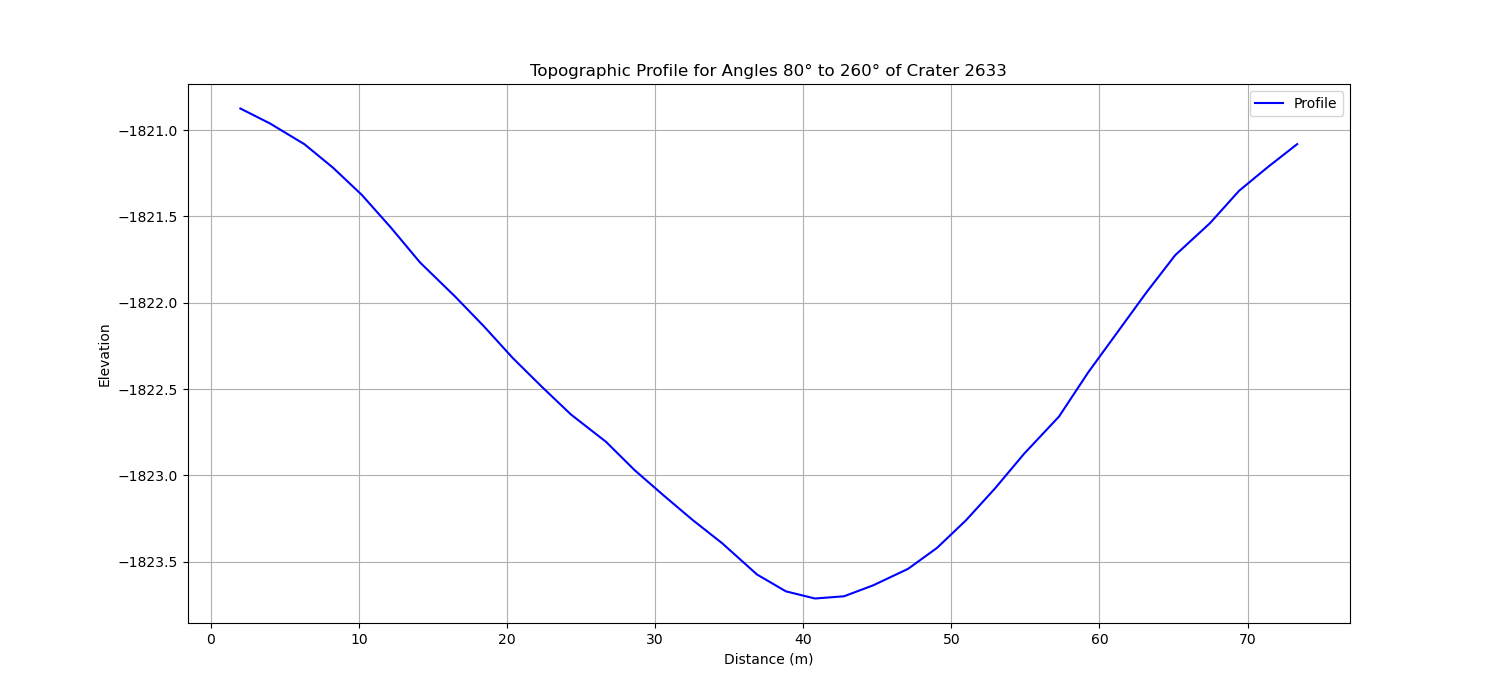 Topographic Profile for Angles 80° to 260° of Crater 2633
Profile
Elevation
−1821.0
−1821.5
−1822.0
−1822.5
−1823.0
−1823.5
0 10 20 30 40 50 60 70
Distance (m)